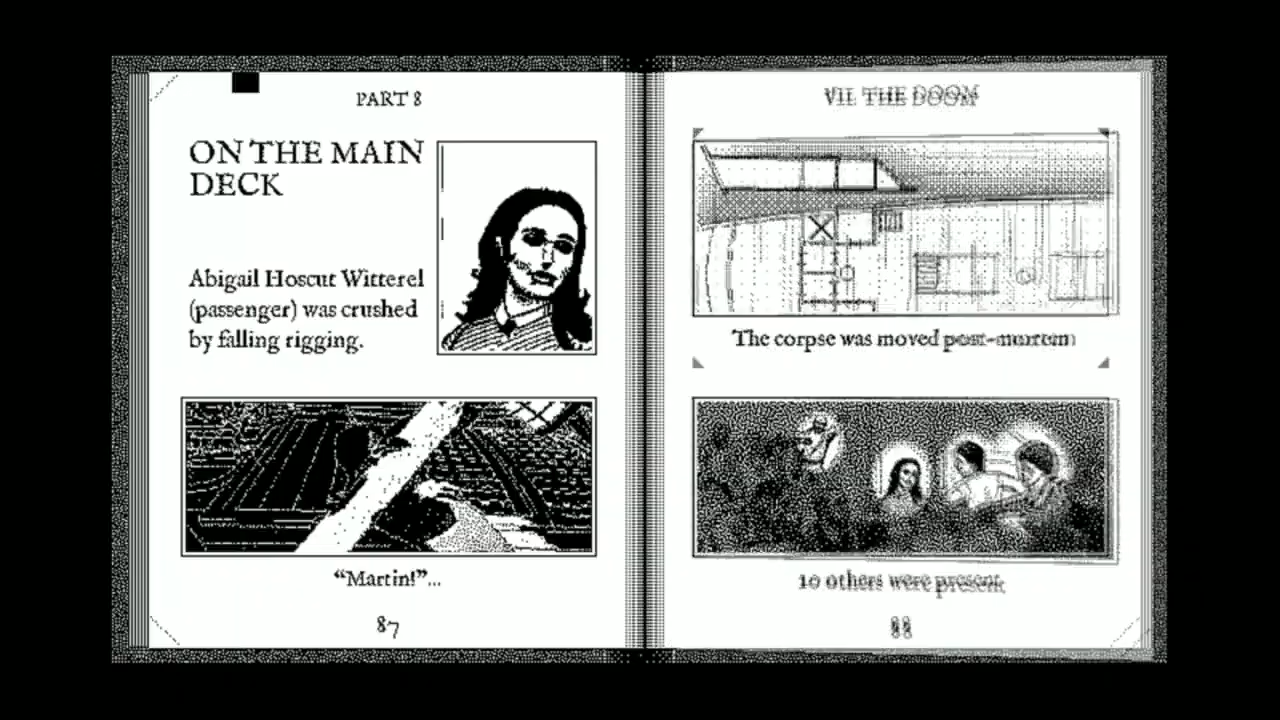 PART 8
ON THE MAIN
DECK
Abigail Hoscut Witterel
(passenger) was crushed
by falling rigging.
“Martin!”...
87
VII. THE DOOM
The corpse was moved post-mortem
10 others were present
88